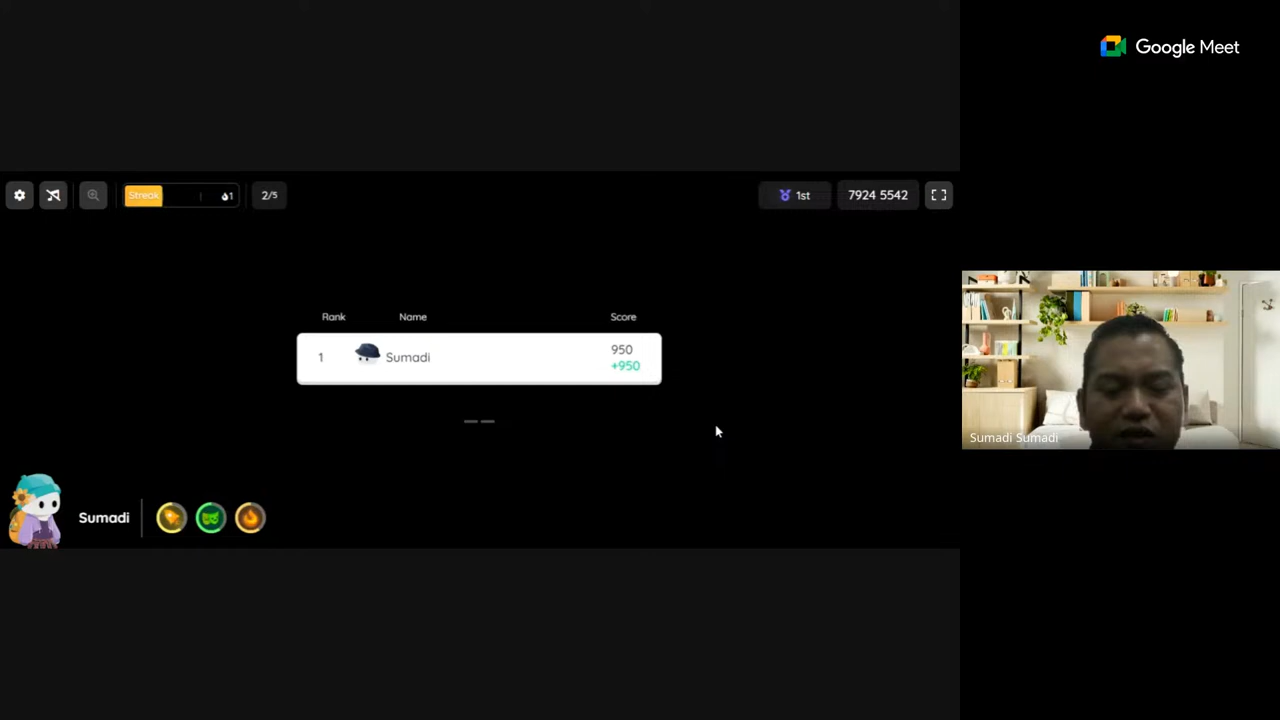 Google Meet
Streak
1
2/5
1st
7924 5542
Rank Name Score
1 Sumadi 950
+950
Sumadi Sumadi
Sumadi